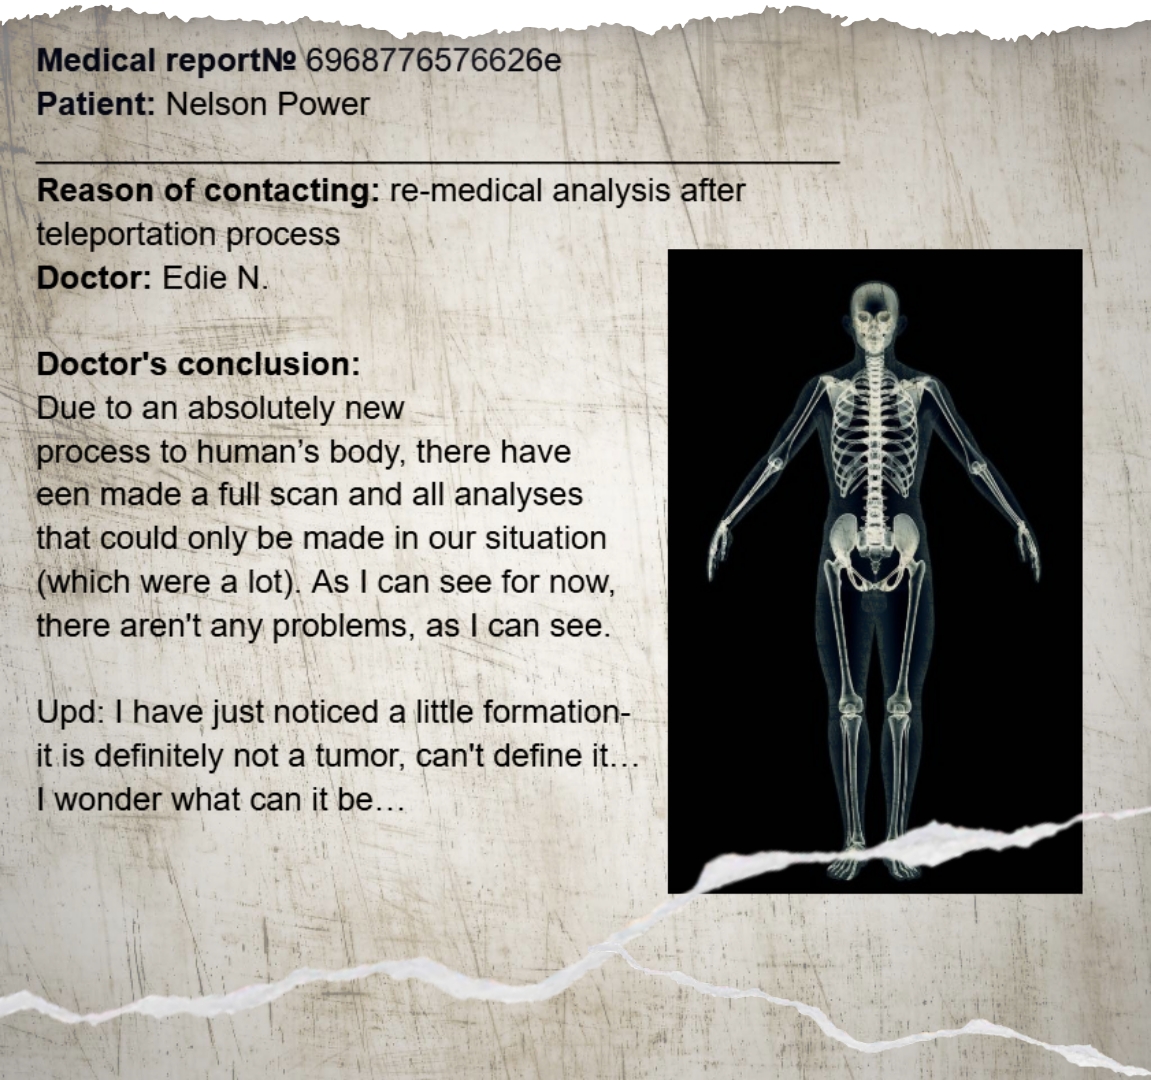 Medical report№ 6968776576626e
Patient: Nelson Power
Reason of contacting: re-medical analysis after
teleportation process
Doctor: Edie N.
Doctor's conclusion:
Due to an absolutely new
process to human’s body, there have
een made a full scan and all analyses
that could only be made in our situation
(which were a lot). As I can see for now,
there aren't any problems, as I can see.
Upd: I have just noticed a little formation-
it is definitely not a tumor, can't define it…
I wonder what can it be…